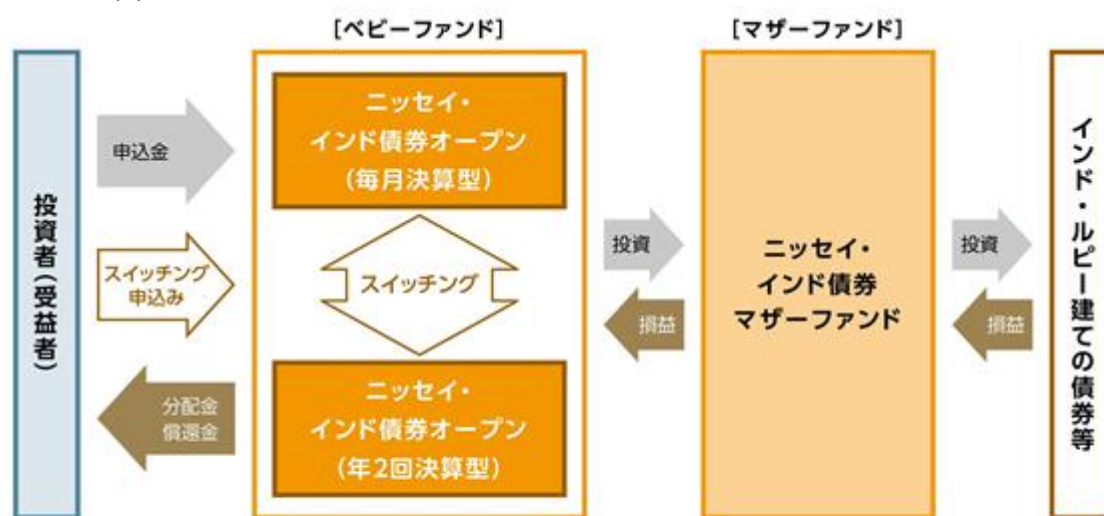 [ベビーファンド]
[マザーファンド]
投資者(受益者)
申込金
スイッチング
申込み
分配金
償還金
ニッセイ・
インド債券オープン
(毎月決算型)
スイッチング
ニッセイ・
インド債券オープン
(年2回決算型)
投資
損益
ニッセイ・
インド債券
マザーファンド
投資
損益
インド・ルピー建ての債券等